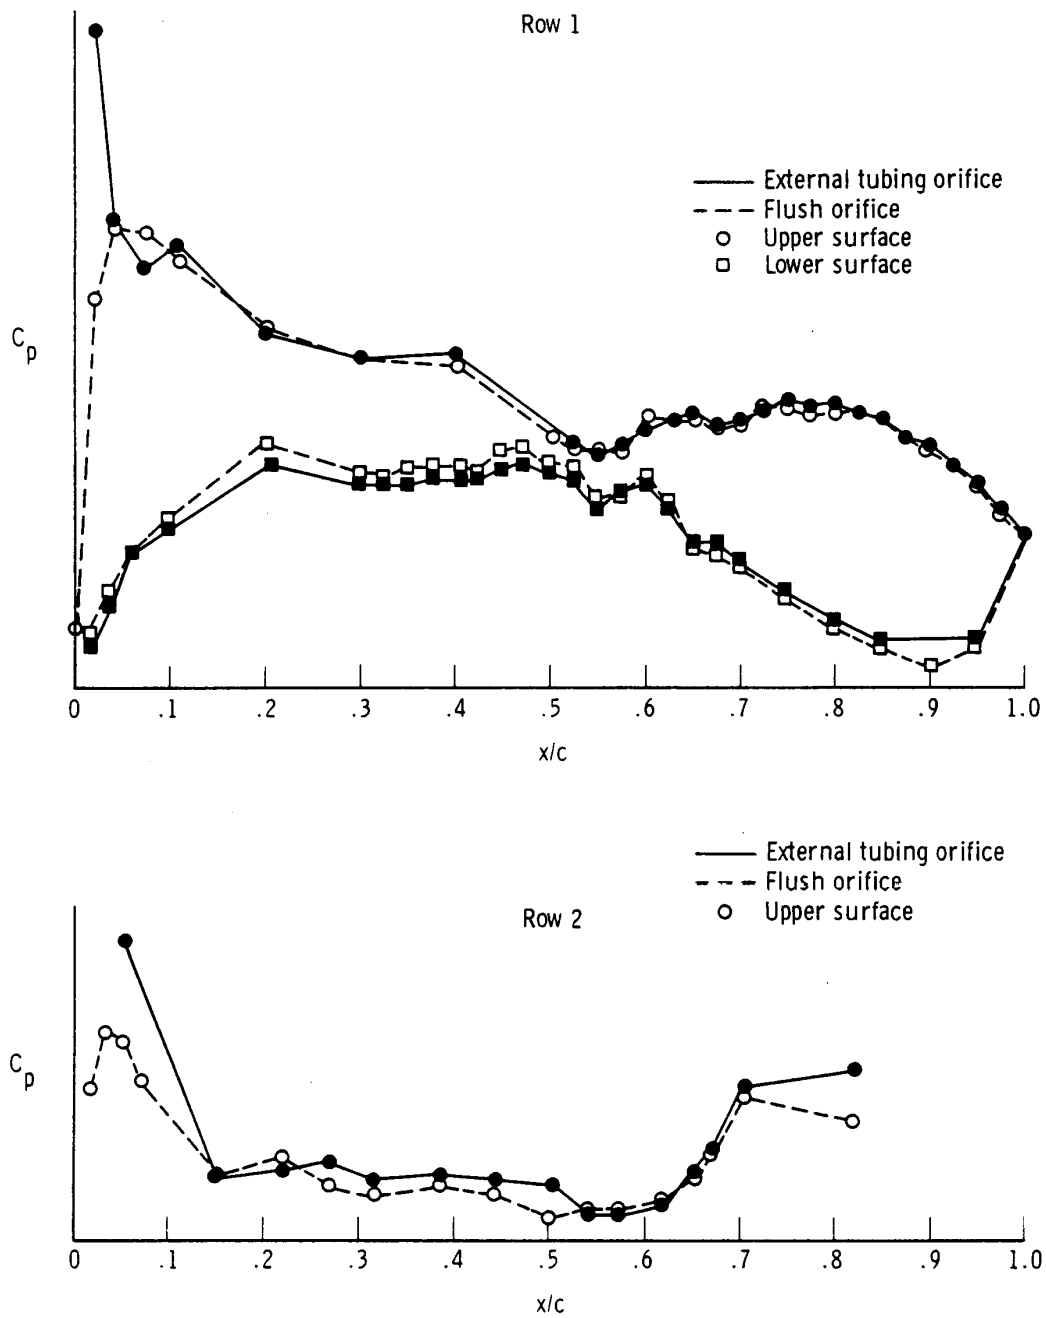 Row 1
External tubing orifice
Flush orifice
Upper surface
Lower surface
Cp
0 .1 .2 .3 .4 .5 .6 .7 .8 .9 1.0
x/c
External tubing orifice
Flush orifice
Upper surface
Row 2
Cp
0 .1 .2 .3 .4 .5 .6 .7 .8 .9 1.0
x/c